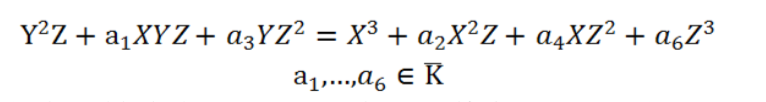 Y²Z + a₁XYZ + a₃YZ² = X³ + a₂X²Z + a₄XZ² + a₆Z³
a₁,...,a₆ ∈ K̅